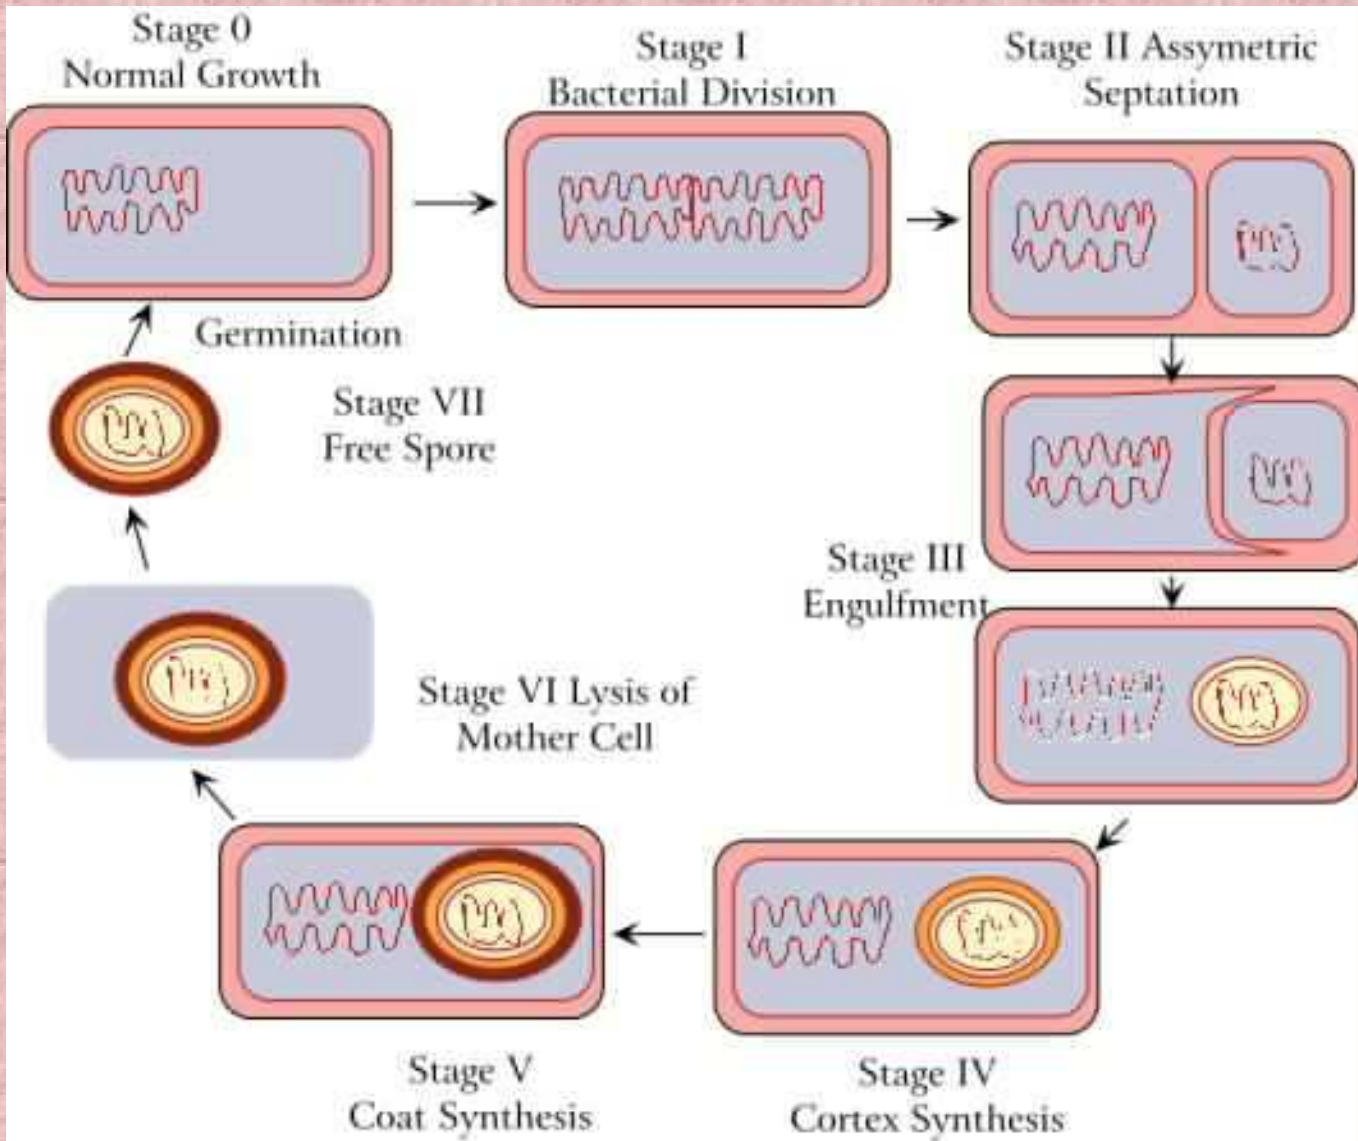 Stage 0
Normal Growth
Stage I
Bacterial Division
Stage II Assymetric
Septation
Germination
Stage VII
Free Spore
Stage III
Engulfment
Stage VI Lysis of
Mother Cell
Stage V
Coat Synthesis
Stage IV
Cortex Synthesis